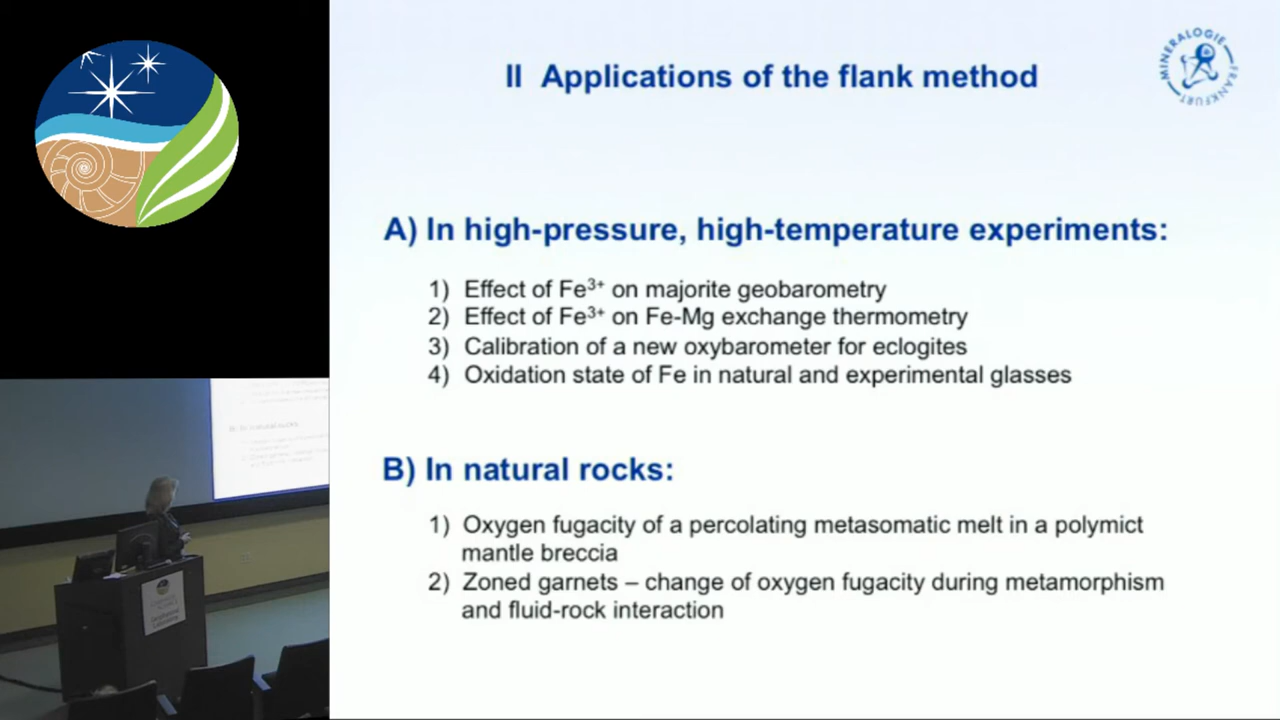 II Applications of the flank method
MINERALOGIE
FRANKFURT
A) In high-pressure, high-temperature experiments:
1) Effect of Fe³⁺ on majorite geobarometry
2) Effect of Fe³⁺ on Fe-Mg exchange thermometry
3) Calibration of a new oxybarometer for eclogites
4) Oxidation state of Fe in natural and experimental glasses
B) In natural rocks:
1) Oxygen fugacity of a percolating metasomatic melt in a polymict
mantle breccia
2) Zoned garnets – change of oxygen fugacity during metamorphism
and fluid-rock interaction